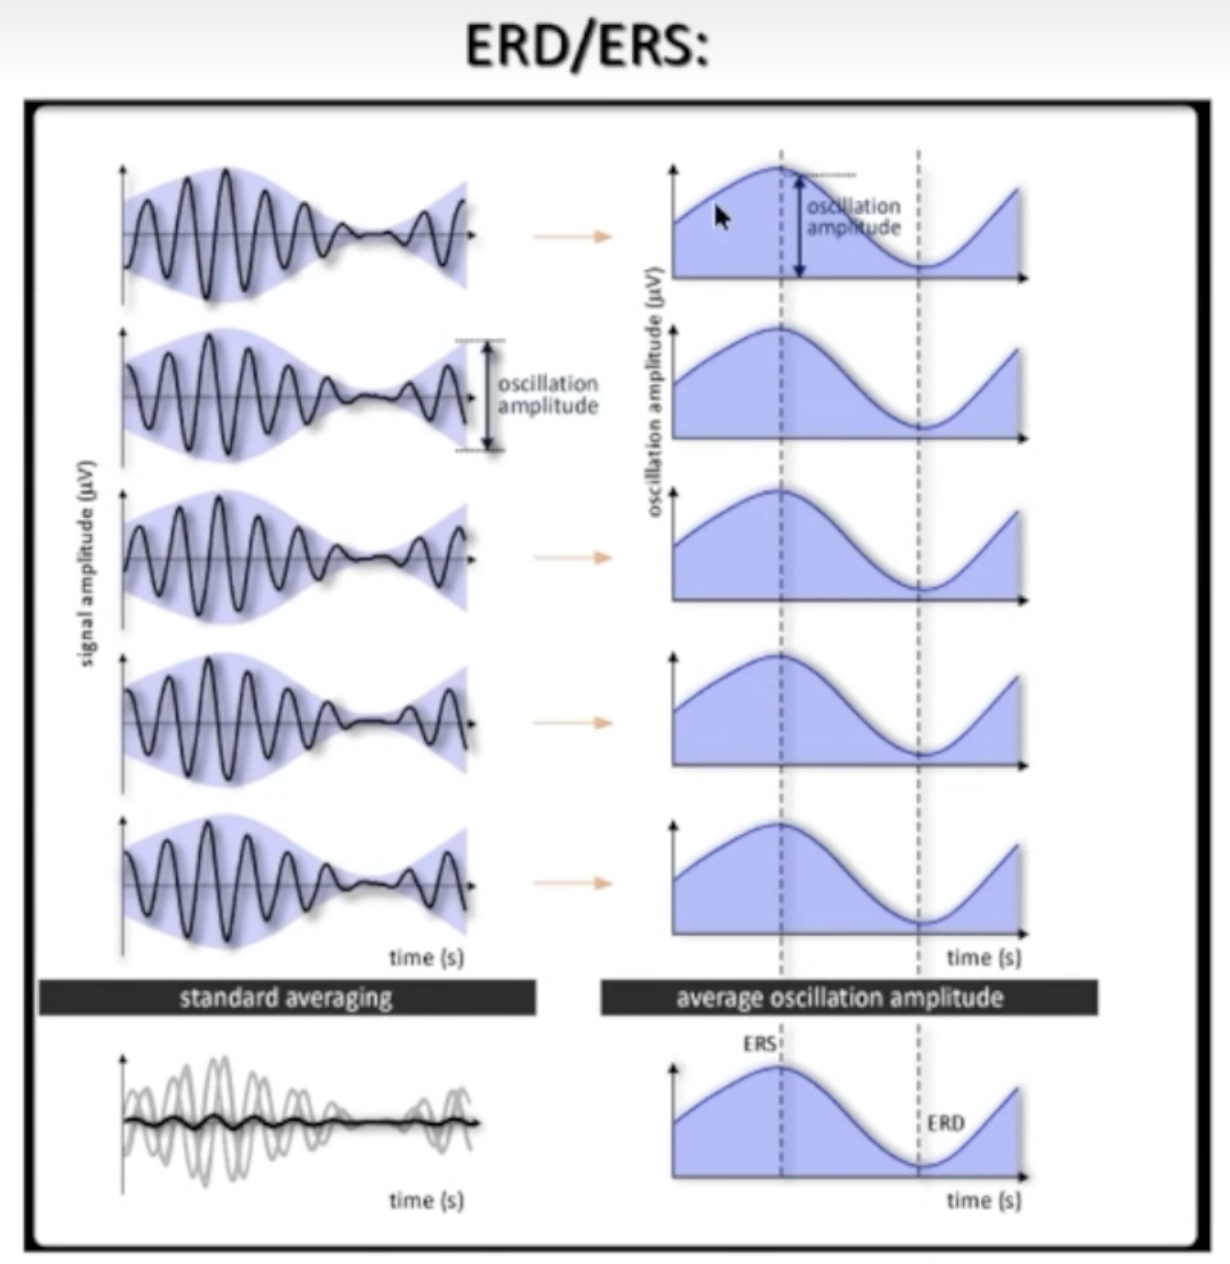 ERD/ERS:
signal amplitude (µV)
oscillation
amplitude
time (s)
standard averaging
time (s)
oscillation amplitude (µV)
oscillation
amplitude
time (s)
average oscillation amplitude
ERS
ERD
time (s)